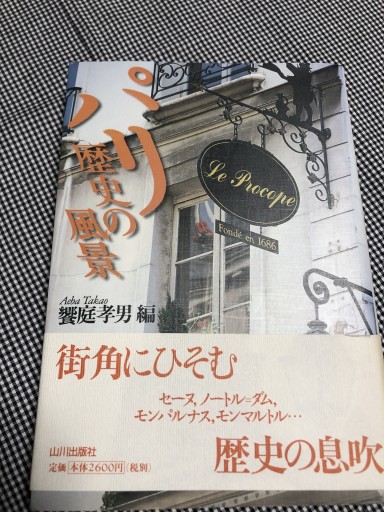 パリ
歴史の風景
Aeba Takao
饗庭孝男 編
Le Procope
Fondé en 1686
街角にひそむ
セーヌ, ノートル=ダム,
モンパルナス, モンマルトル…
歴史の息吹
山川出版社
定価 本体2600円 (税別)